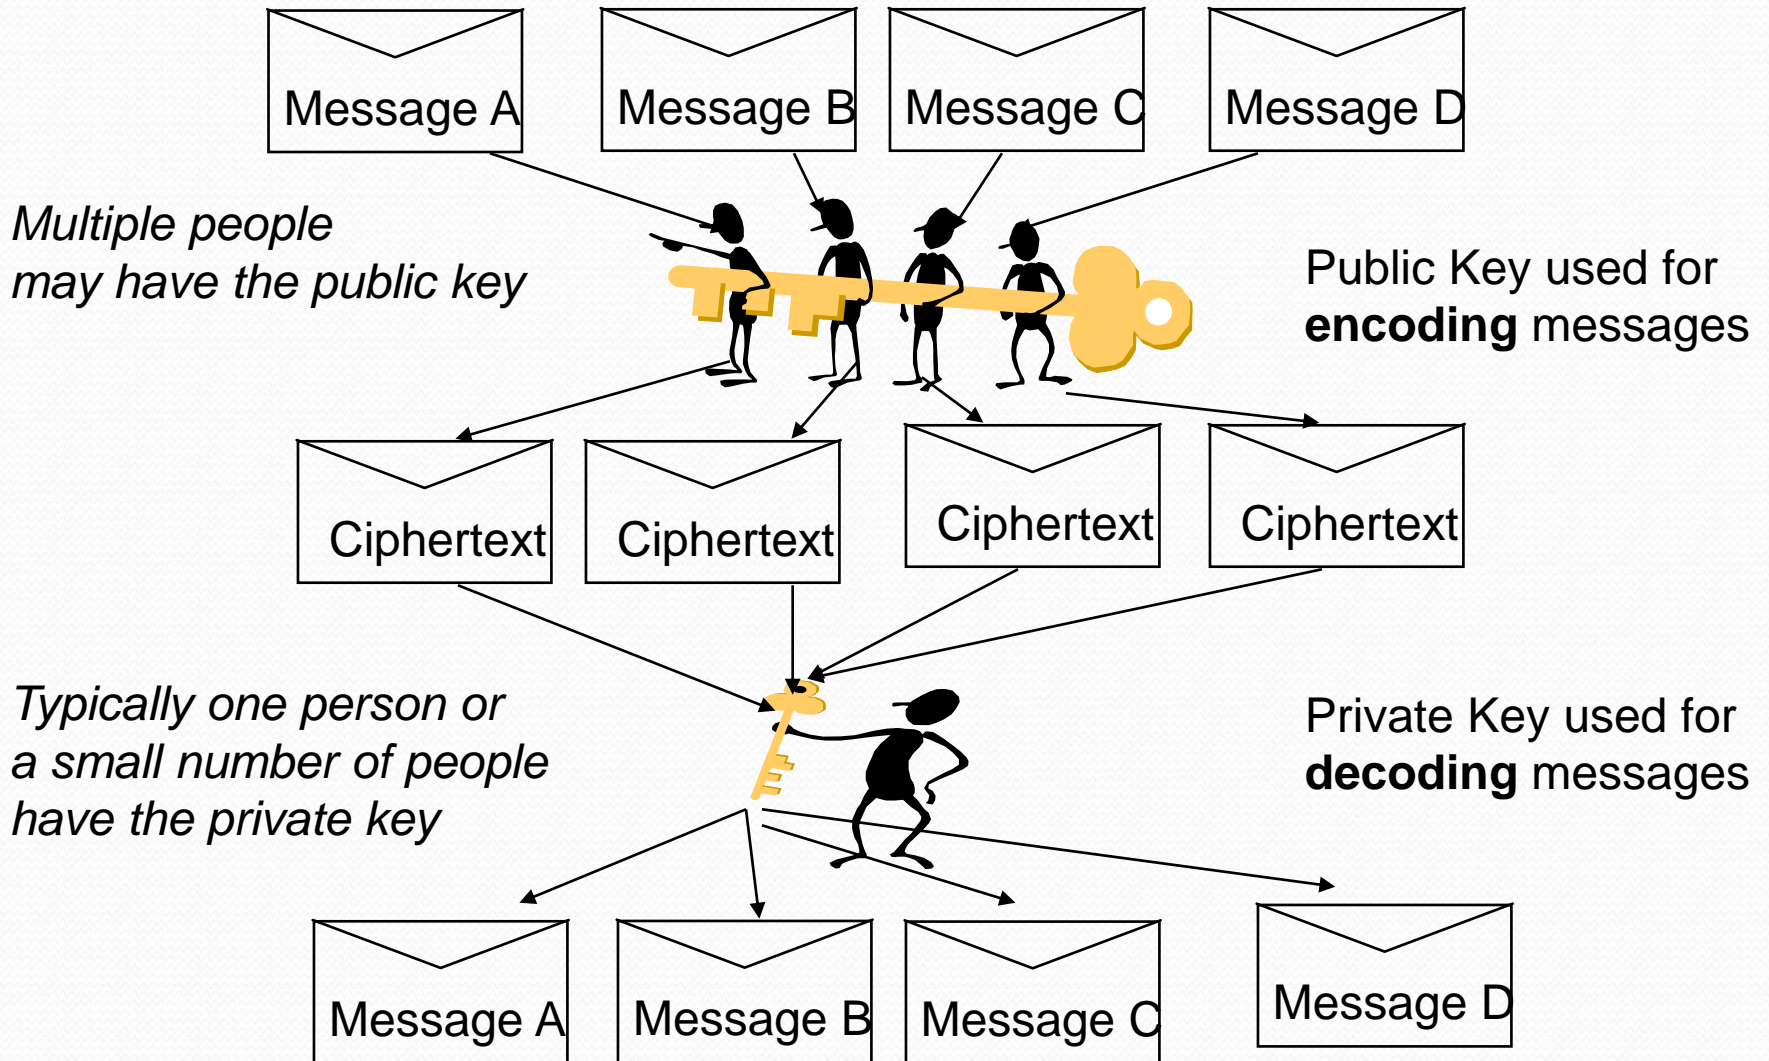 Message A
Message B
Message C
Message D
Multiple people
may have the public key
Public Key used for
encoding messages
Ciphertext
Ciphertext
Ciphertext
Ciphertext
Typically one person or
a small number of people
have the private key
Private Key used for
decoding messages
Message A
Message B
Message C
Message D